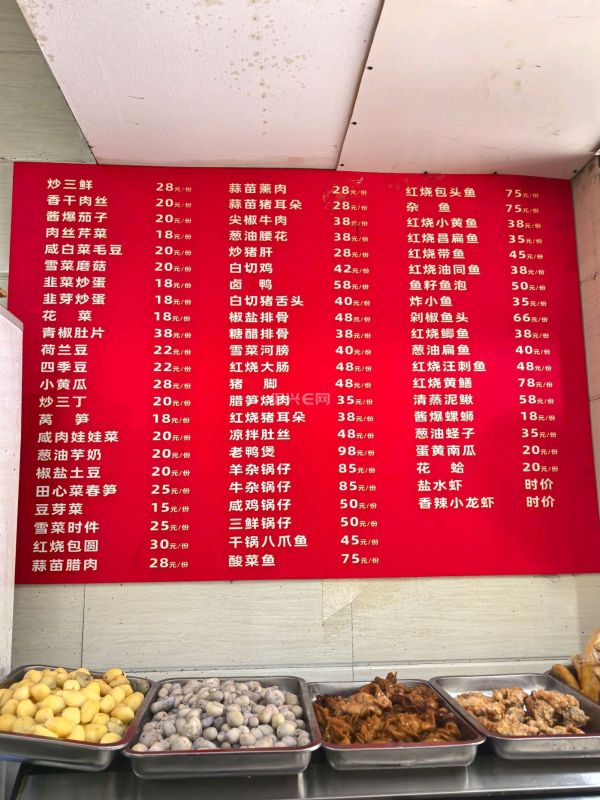 炒三鲜 28元/份
香干肉丝 20元/份
酱爆茄子 20元/份
肉丝芹菜 18元/份
咸白菜毛豆 20元/份
雪菜磨菇 20元/份
韭菜炒蛋 18元/份
韭芽炒蛋 18元/份
花菜 18元/份
青椒肚片 38元/份
荷兰豆 22元/份
四季豆 22元/份
小黄瓜 28元/份
炒三丁 20元/份
莴笋 18元/份
咸肉娃娃菜 20元/份
葱油芋奶 20元/份
椒盐土豆 20元/份
田心菜春笋 25元/份
豆芽菜 15元/份
雪菜时件 25元/份
红烧包圆 30元/份
蒜苗腊肉 28元/份
蒜苗薰肉 28元/份
蒜苗猪耳朵 28元/份
尖椒牛肉 38元/份
葱油腰花 38元/份
炒猪肝 28元/份
白切鸡 42元/份
卤鸭 58元/份
白切猪舌头 40元/份
椒盐排骨 48元/份
糖醋排骨 38元/份
雪菜河膀 40元/份
红烧大肠 48元/份
猪脚 48元/份
腊笋烧肉 35元/份
红烧猪耳朵 38元/份
凉拌肚丝 48元/份
老鸭煲 98元/份
羊杂锅仔 85元/份
牛杂锅仔 85元/份
咸鸡锅仔 50元/份
三鲜锅仔 50元/份
干锅八爪鱼 45元/份
酸菜鱼 75元/份
红烧包头鱼 75元/份
杂鱼 75元/份
红烧小黄鱼 38元/份
红烧昌扁鱼 35元/份
红烧带鱼 45元/份
红烧油同鱼 38元/份
鱼籽鱼泡 50元/份
炸小鱼 35元/份
剁椒鱼头 66元/份
红烧鲫鱼 38元/份
葱油扁鱼 40元/份
红烧汪刺鱼 48元/份
红烧黄鳝 78元/份
清蒸泥鳅 58元/份
酱爆螺蛳 18元/份
葱油蛏子 35元/份
蛋黄南瓜 20元/份
花蛤 20元/份
盐水虾 时价
香辣小龙虾 时价